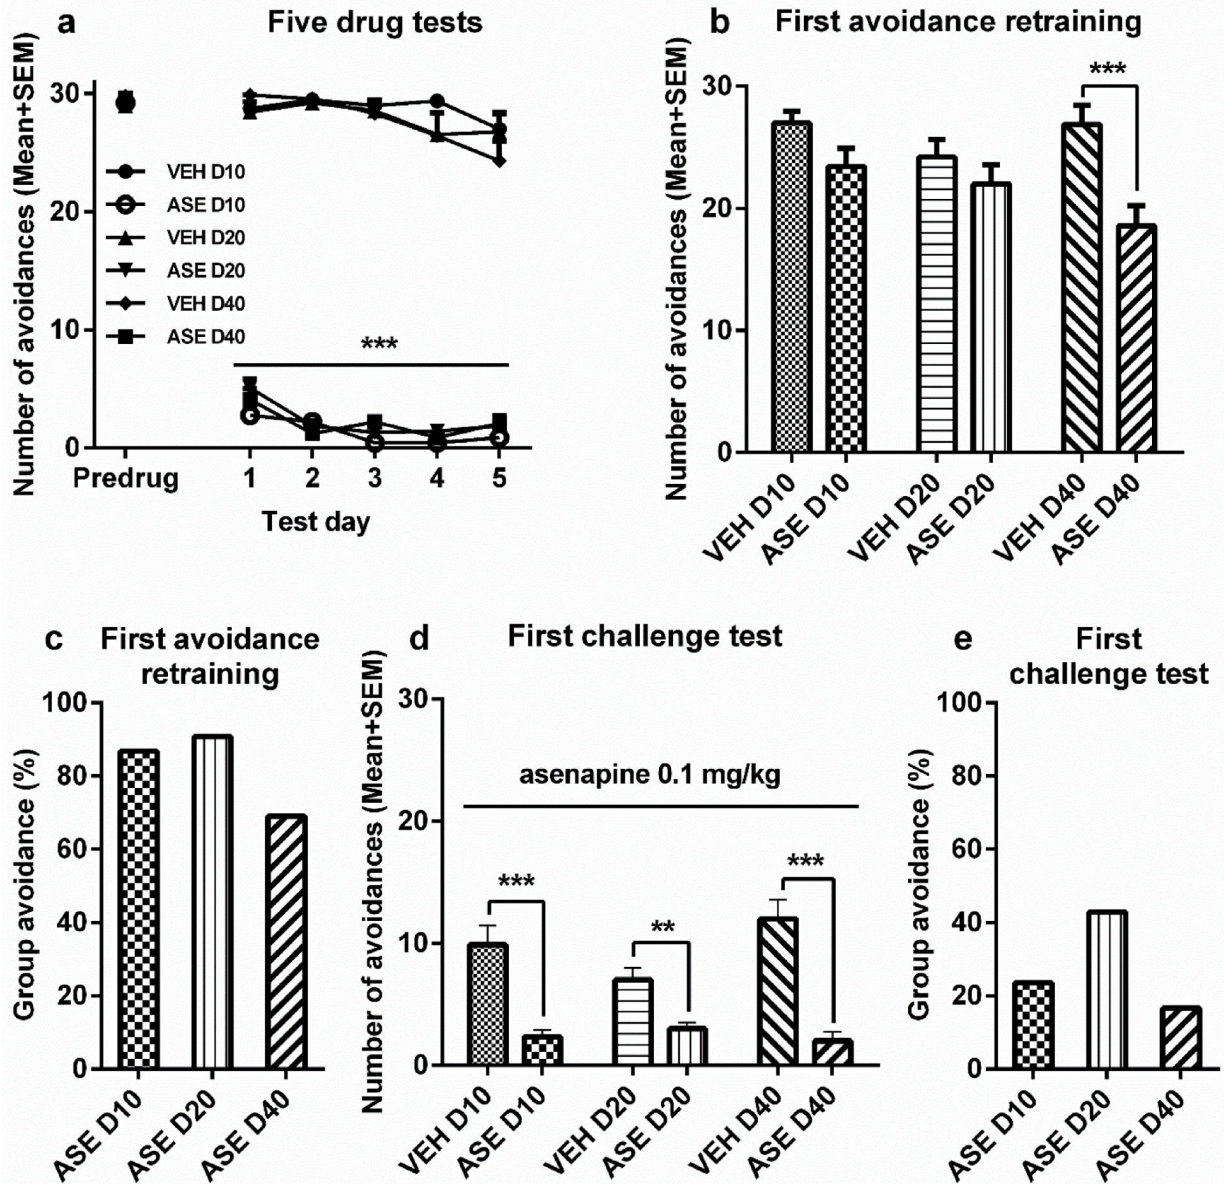 a
Five drug tests
Number of avoidances (Mean+SEM)
30
20
10
0
VEH D10
ASE D10
VEH D20
ASE D20
VEH D40
ASE D40
***
Predrug 1 2 3 4 5
Test day
b
First avoidance retraining
Number of avoidances (Mean+SEM)
30
20
10
0
***
VEH D10
ASE D10
VEH D20
ASE D20
VEH D40
ASE D40
c
First avoidance
retraining
Group avoidance (%)
100
80
60
40
20
0
ASE D10
ASE D20
ASE D40
d
First challenge test
Number of avoidances (Mean+SEM)
30
20
10
0
asenapine 0.1 mg/kg
***
**
***
VEH D10
ASE D10
VEH D20
ASE D20
VEH D40
ASE D40
e
First
challenge test
Group avoidance (%)
100
80
60
40
20
0
ASE D10
ASE D20
ASE D40